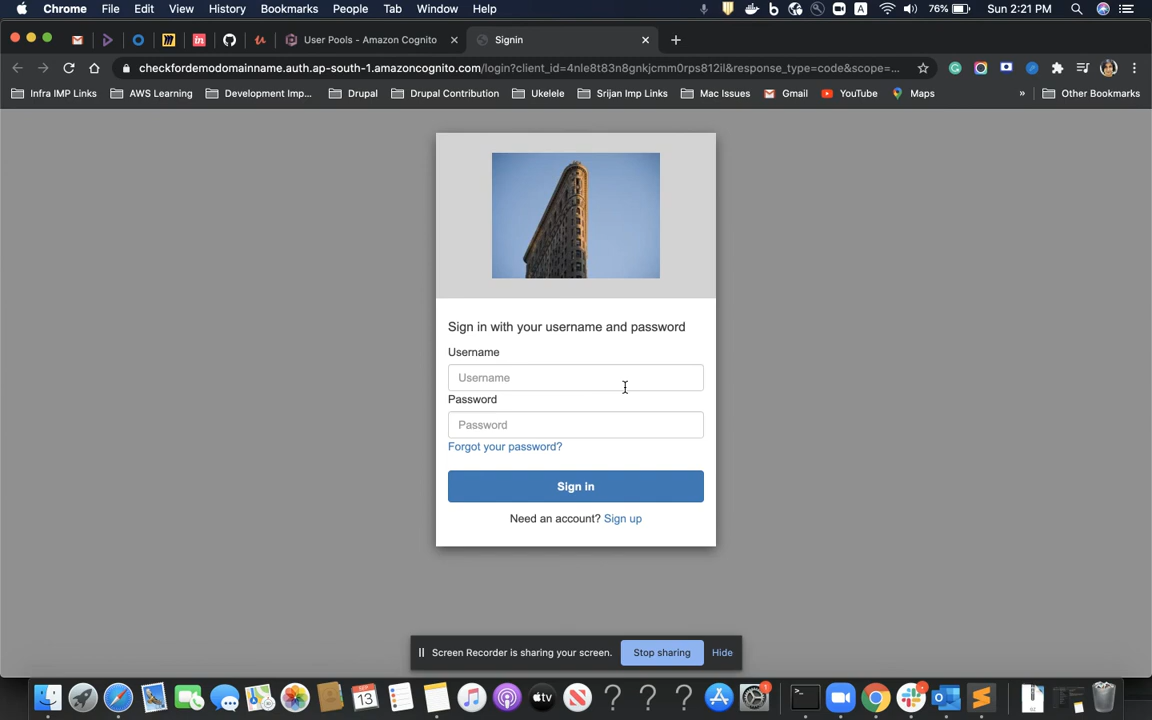 Chrome File Edit View History Bookmarks People Tab Window Help 76% Sun 2:21 PM
User Pools - Amazon Cognito Signin
checkfordemodomainname.auth.ap-south-1.amazoncognito.com/login?client_id=4nle8t83n8gnkjcmm0rps812il&response_type=code&scope=...
Infra IMP Links AWS Learning Development Imp... Drupal Drupal Contribution Ukelele Srijan Imp Links Mac Issues Gmail YouTube Maps » Other Bookmarks
Sign in with your username and password
Username
Username
Password
Password
Forgot your password?
Sign in
Need an account? Sign up
Screen Recorder is sharing your screen. Stop sharing Hide